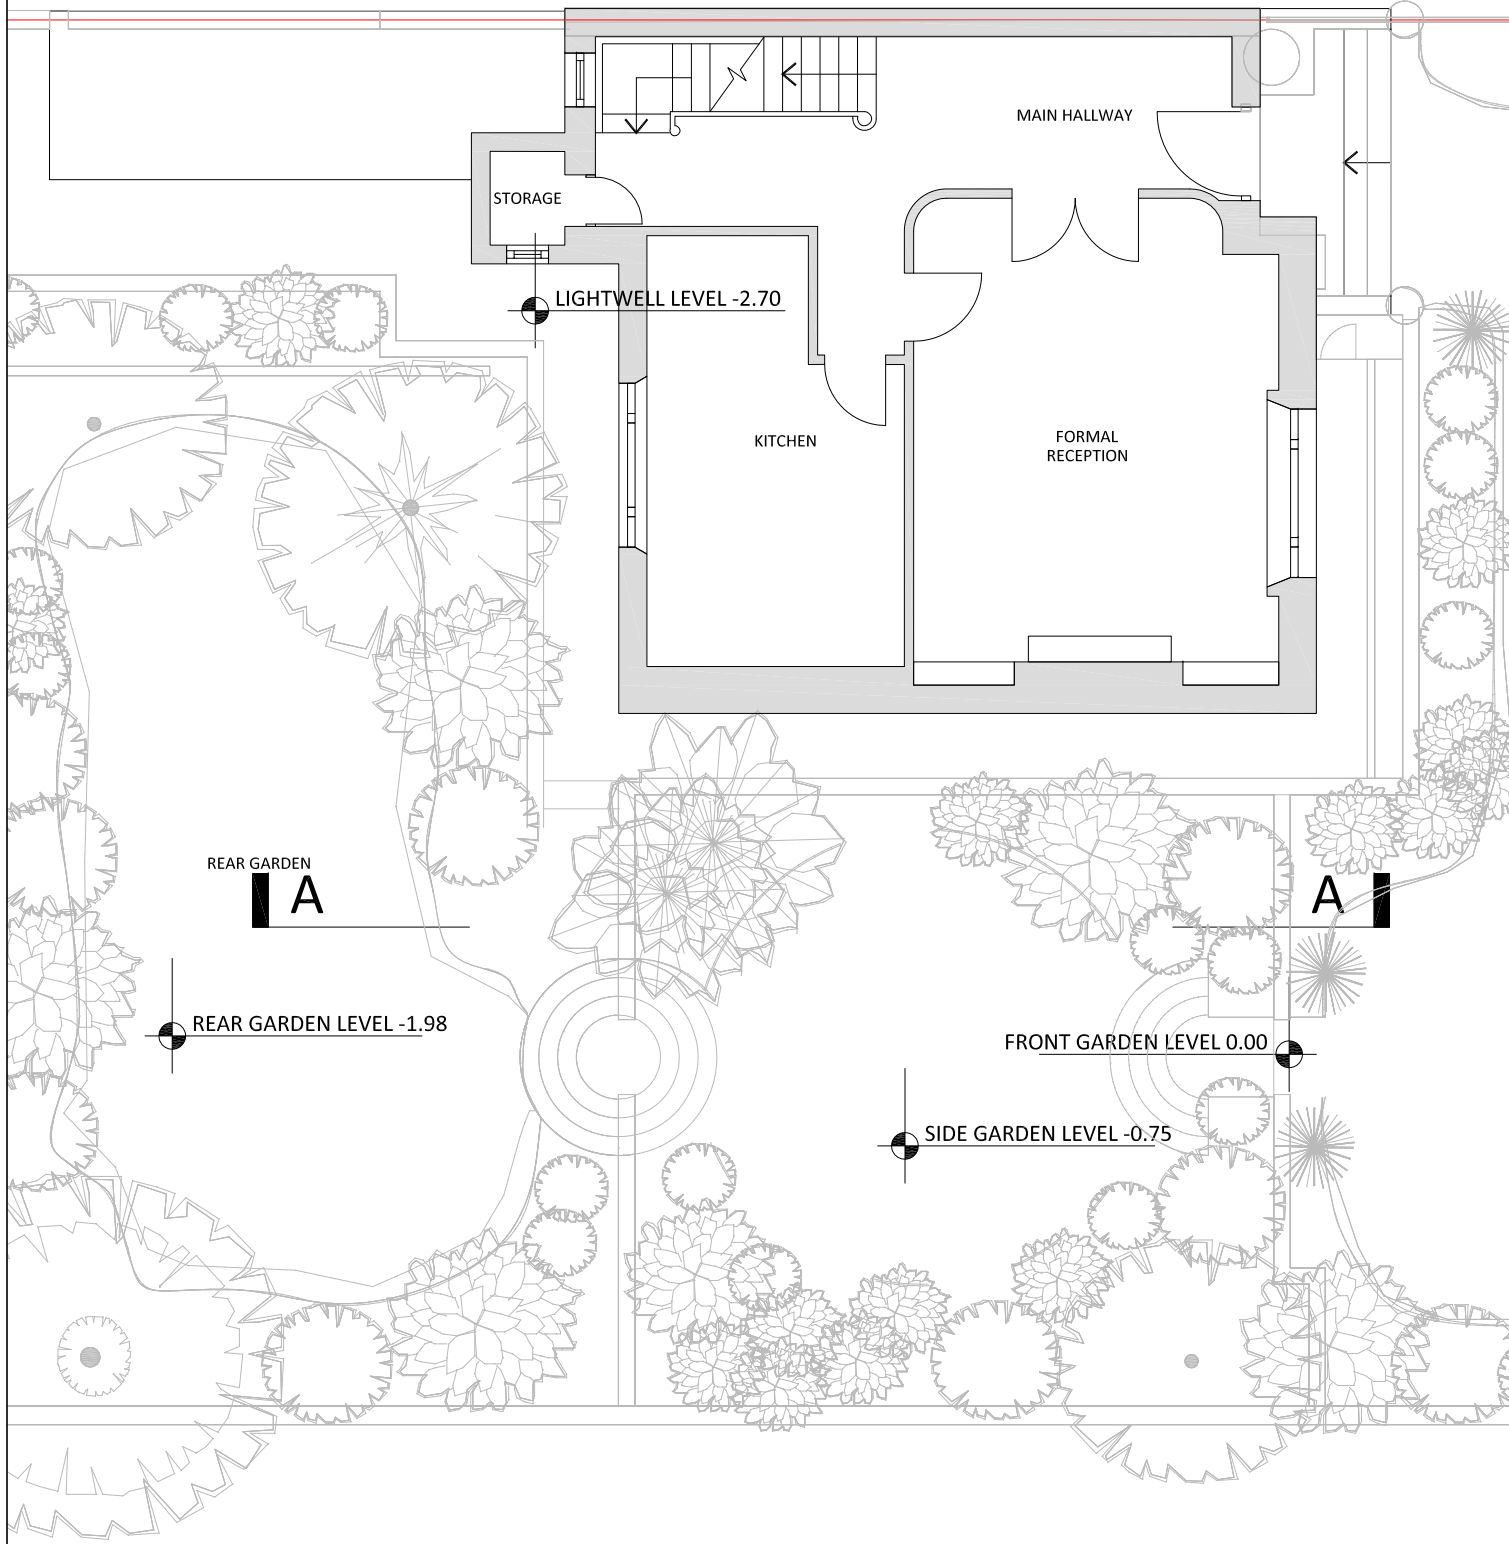 MAIN HALLWAY
STORAGE
LIGHTWELL LEVEL -2.70
KITCHEN
FORMAL
RECEPTION
REAR GARDEN
A
A
REAR GARDEN LEVEL -1.98
FRONT GARDEN LEVEL 0.00
SIDE GARDEN LEVEL -0.75